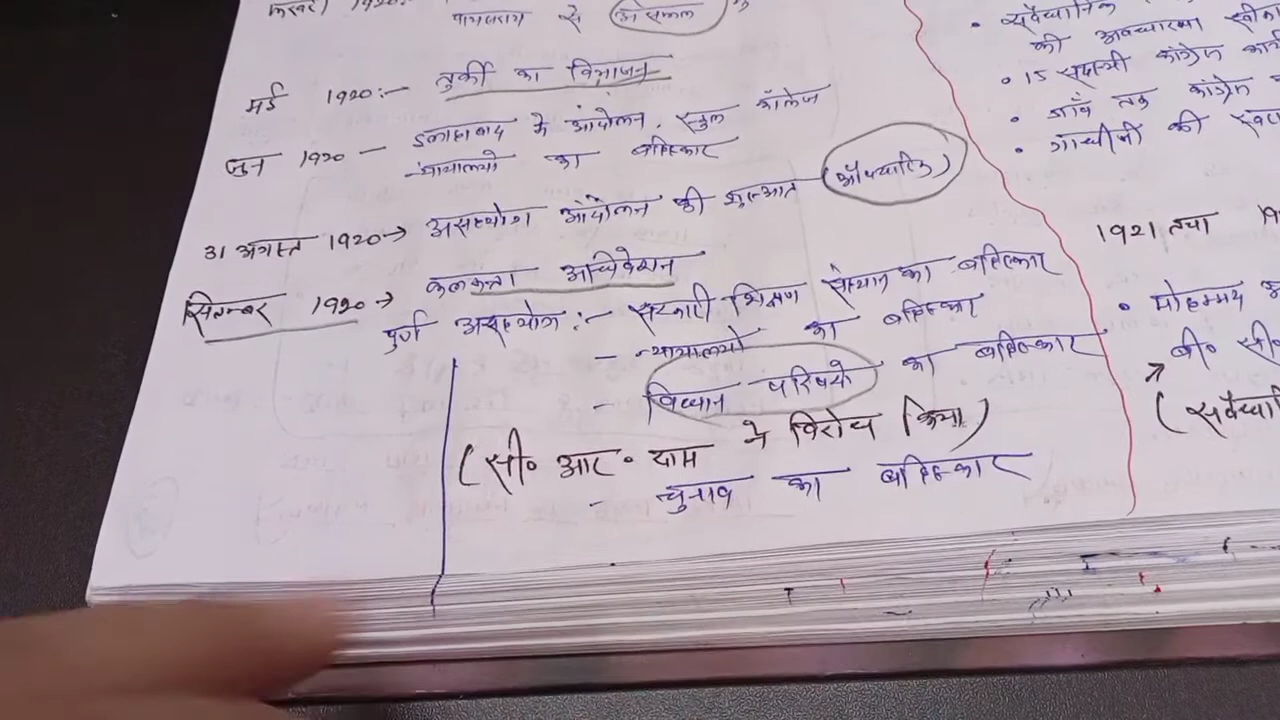 1920:-
से असफल
मई 1920:- तुर्की का विभाजन
जुन 1920 - इलाहाबाद के आंदोलन, स्कुल कॉलेज
न्यायालयो का बहिष्कार
31 अगस्त 1920→ असहयोग आंदोलन की शुरुआत (औपचारिक)
सितम्बर 1920→ कलकत्ता अधिवेशन
पुर्ण असहयोग:- सरकारी शिक्षण संस्थान का बहिष्कार
- न्यायालयो का बहिष्कार
- विधान परिषदो का बहिष्कार
(सी० आर० दास ने विरोध किया)
- चुनाव का बहिष्कार
• संवैधानिक
की अवधारणा
• 15 सदस्यी कांग्रेस
• गाँव तक कांग्रेस
• गाँधीजी की
1921 तथा
• मोहम्मद
बी० सी०